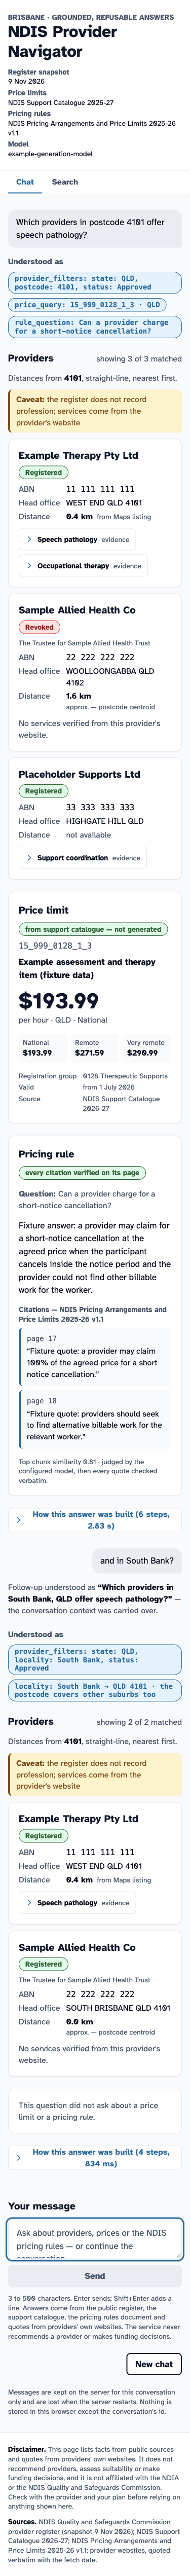 BRISBANE · GROUNDED, REFUSABLE ANSWERS
NDIS Provider
Navigator
Register snapshot
9 Nov 2026
Price limits
NDIS Support Catalogue 2026-27
Pricing rules
NDIS Pricing Arrangements and Price Limits 2025-26
v1.1
Model
example-generation-model
Chat Search
Which providers in postcode 4101 offer
speech pathology?
Understood as
provider_filters: state: QLD,
postcode: 4101, status: Approved
price_query: 15_999_0128_1_3 · QLD
rule_question: Can a provider charge
for a short-notice cancellation?
Providers showing 3 of 3 matched
Distances from 4101, straight-line, nearest first.
Caveat: the register does not record
profession; services come from the
provider's website
Example Therapy Pty Ltd
Registered
ABN 11 111 111 111
Head office WEST END QLD 4101
Distance 0.4 km from Maps listing
Speech pathology evidence
Occupational therapy evidence
Sample Allied Health Co
Revoked
The Trustee for Sample Allied Health Trust
ABN 22 222 222 222
Head office WOOLLOONGABBA QLD
4102
Distance 1.6 km
approx. — postcode centroid
No services verified from this provider's
website.
Placeholder Supports Ltd
Registered
ABN 33 333 333 333
Head office HIGHGATE HILL QLD
Distance not available
Support coordination evidence
Price limit
from support catalogue — not generated
15_999_0128_1_3
Example assessment and therapy
item (fixture data)
$193.99
per hour · QLD · National
National Remote Very remote
$193.99 $271.59 $290.99
Registration group 0128 Therapeutic Supports
Valid from 1 July 2026
Source NDIS Support Catalogue
2026-27
Pricing rule
every citation verified on its page
Question: Can a provider charge for a
short-notice cancellation?
Fixture answer: a provider may claim for
a short-notice cancellation at the
agreed price when the participant
cancels inside the notice period and the
provider could not find other billable
work for the worker.
Citations — NDIS Pricing Arrangements and
Price Limits 2025-26 v1.1
page 17
“Fixture quote: a provider may claim
100% of the agreed price for a short
notice cancellation.”
page 18
“Fixture quote: providers should seek
to find alternative billable work for the
relevant worker.”
Top chunk similarity 0.81 · judged by the
configured model, then every quote checked
verbatim.
How this answer was built (6 steps,
2.83 s)
and in South Bank?
Follow-up understood as “Which providers in
South Bank, QLD offer speech pathology?” —
the conversation context was carried over.
Understood as
provider_filters: state: QLD,
locality: South Bank, status:
Approved
locality: South Bank → QLD 4101 · the
postcode covers other suburbs too
Providers showing 2 of 2 matched
Distances from 4101, straight-line, nearest first.
Caveat: the register does not record
profession; services come from the
provider's website
Example Therapy Pty Ltd
Registered
ABN 11 111 111 111
Head office WEST END QLD 4101
Distance 0.4 km from Maps listing
Speech pathology evidence
Sample Allied Health Co
Registered
The Trustee for Sample Allied Health Trust
ABN 22 222 222 222
Head office SOUTH BRISBANE QLD 4101
Distance 0.0 km
approx. — postcode centroid
No services verified from this provider's
website.
This question did not ask about a price
limit or a pricing rule.
How this answer was built (4 steps,
834 ms)
Your message
Ask about providers, prices or the NDIS
pricing rules — or continue the
conversation
Send
3 to 500 characters. Enter sends; Shift+Enter adds a
line. Answers come from the public register, the
support catalogue, the pricing rules document and
quotes from providers' own websites. The service never
recommends a provider or makes funding decisions.
New chat
Messages are kept on the server for this conversation
only and are lost when the server restarts. Nothing is
stored in this browser except the conversation's id.
Disclaimer. This page lists facts from public sources
and quotes from providers' own websites. It does not
recommend providers, assess suitability or make
funding decisions, and it is not affiliated with the NDIA
or the NDIS Quality and Safeguards Commission.
Check with the provider and your plan before relying on
anything shown here.
Sources. NDIS Quality and Safeguards Commission
provider register (snapshot 9 Nov 2026); NDIS Support
Catalogue 2026-27; NDIS Pricing Arrangements and
Price Limits 2025-26 v1.1; provider websites, quoted
verbatim with the fetch date.